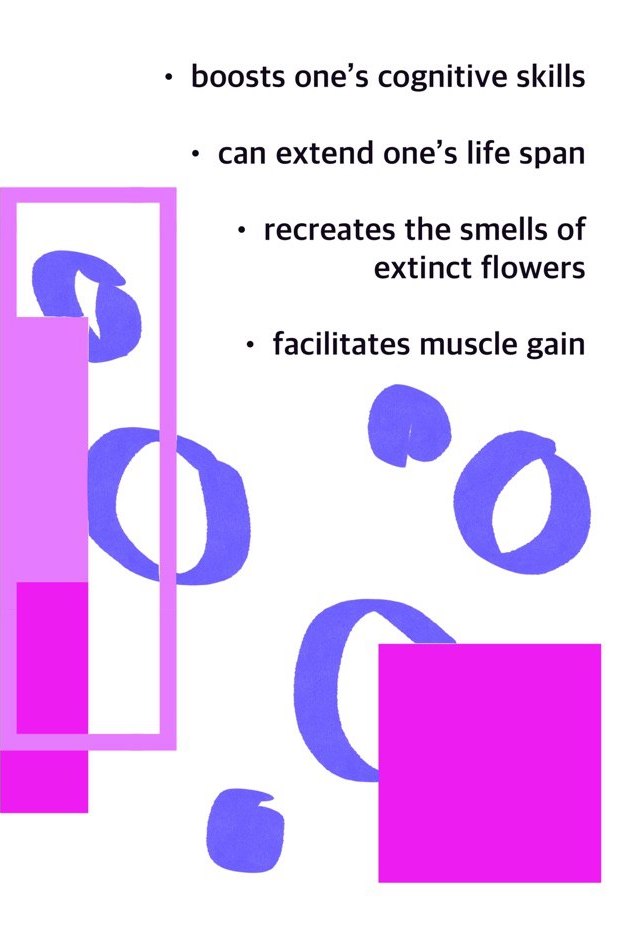 • boosts one’s cognitive skills
• can extend one’s life span
• recreates the smells of
extinct flowers
• facilitates muscle gain